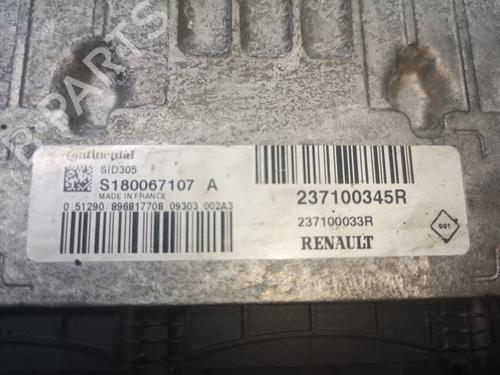 B-PARTS
Continental
SID305
S180067107 A
MADE IN FRANCE
0 51290 896817708 09303 002A3
237100345R
237100033R
RENAULT
001